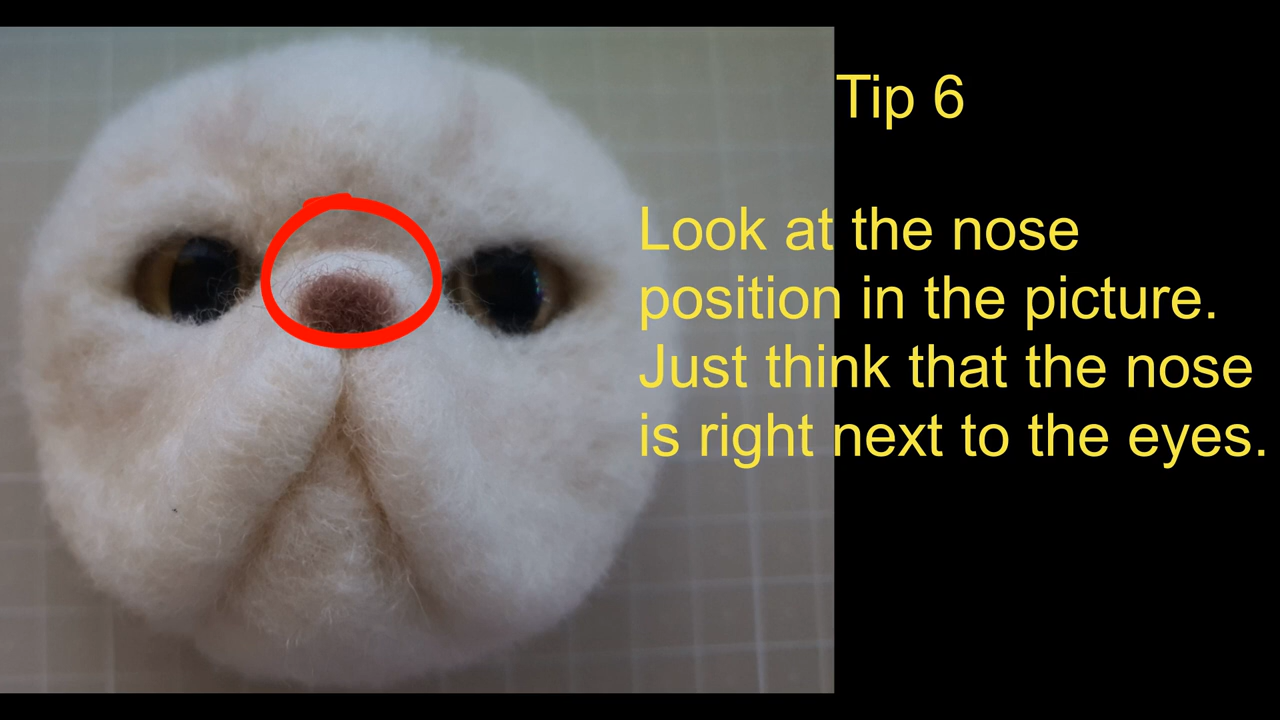 Tip 6
Look at the nose
position in the picture.
Just think that the nose
is right next to the eyes.